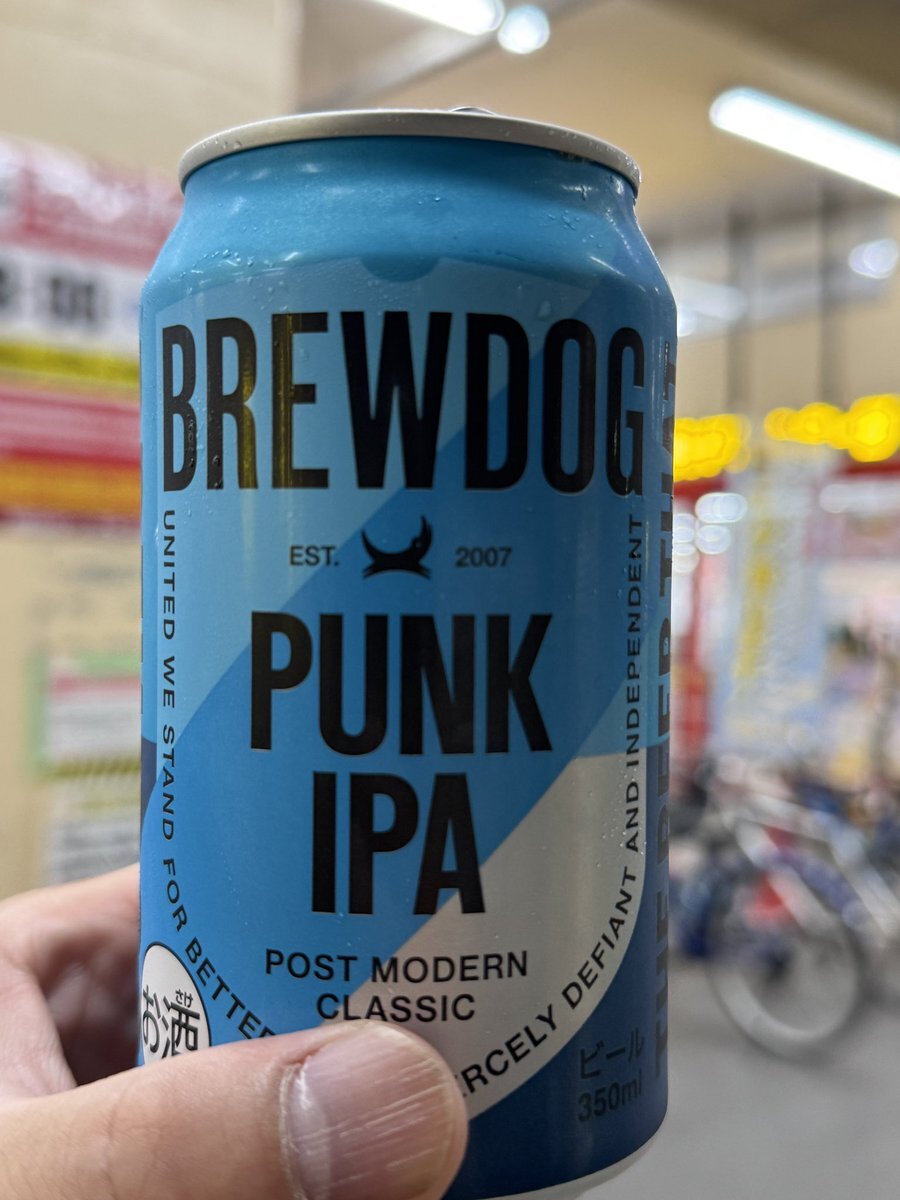 BREWDOG
EST. 2007
PUNK
IPA
POST MODERN
CLASSIC
UNITED WE STAND FOR BETTER
ERCELY DEFIANT AND INDEPENDENT
お酒
ビール
350ml